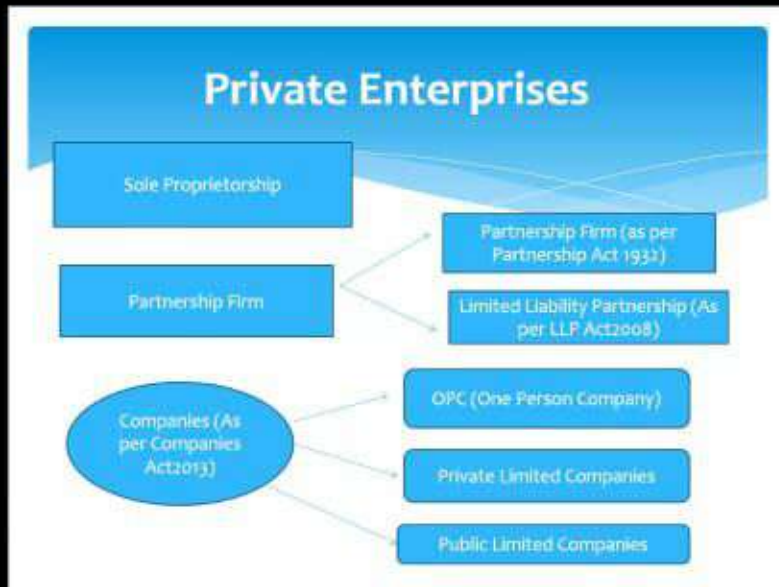 Private Enterprises
Sole Proprietorship
Partnership Firm
Partnership Firm (as per
Partnership Act 1932)
Limited Liability Partnership (As
per LLP Act2008)
Companies (As
per Companies
Act2013)
OPC (One Person Company)
Private Limited Companies
Public Limited Companies